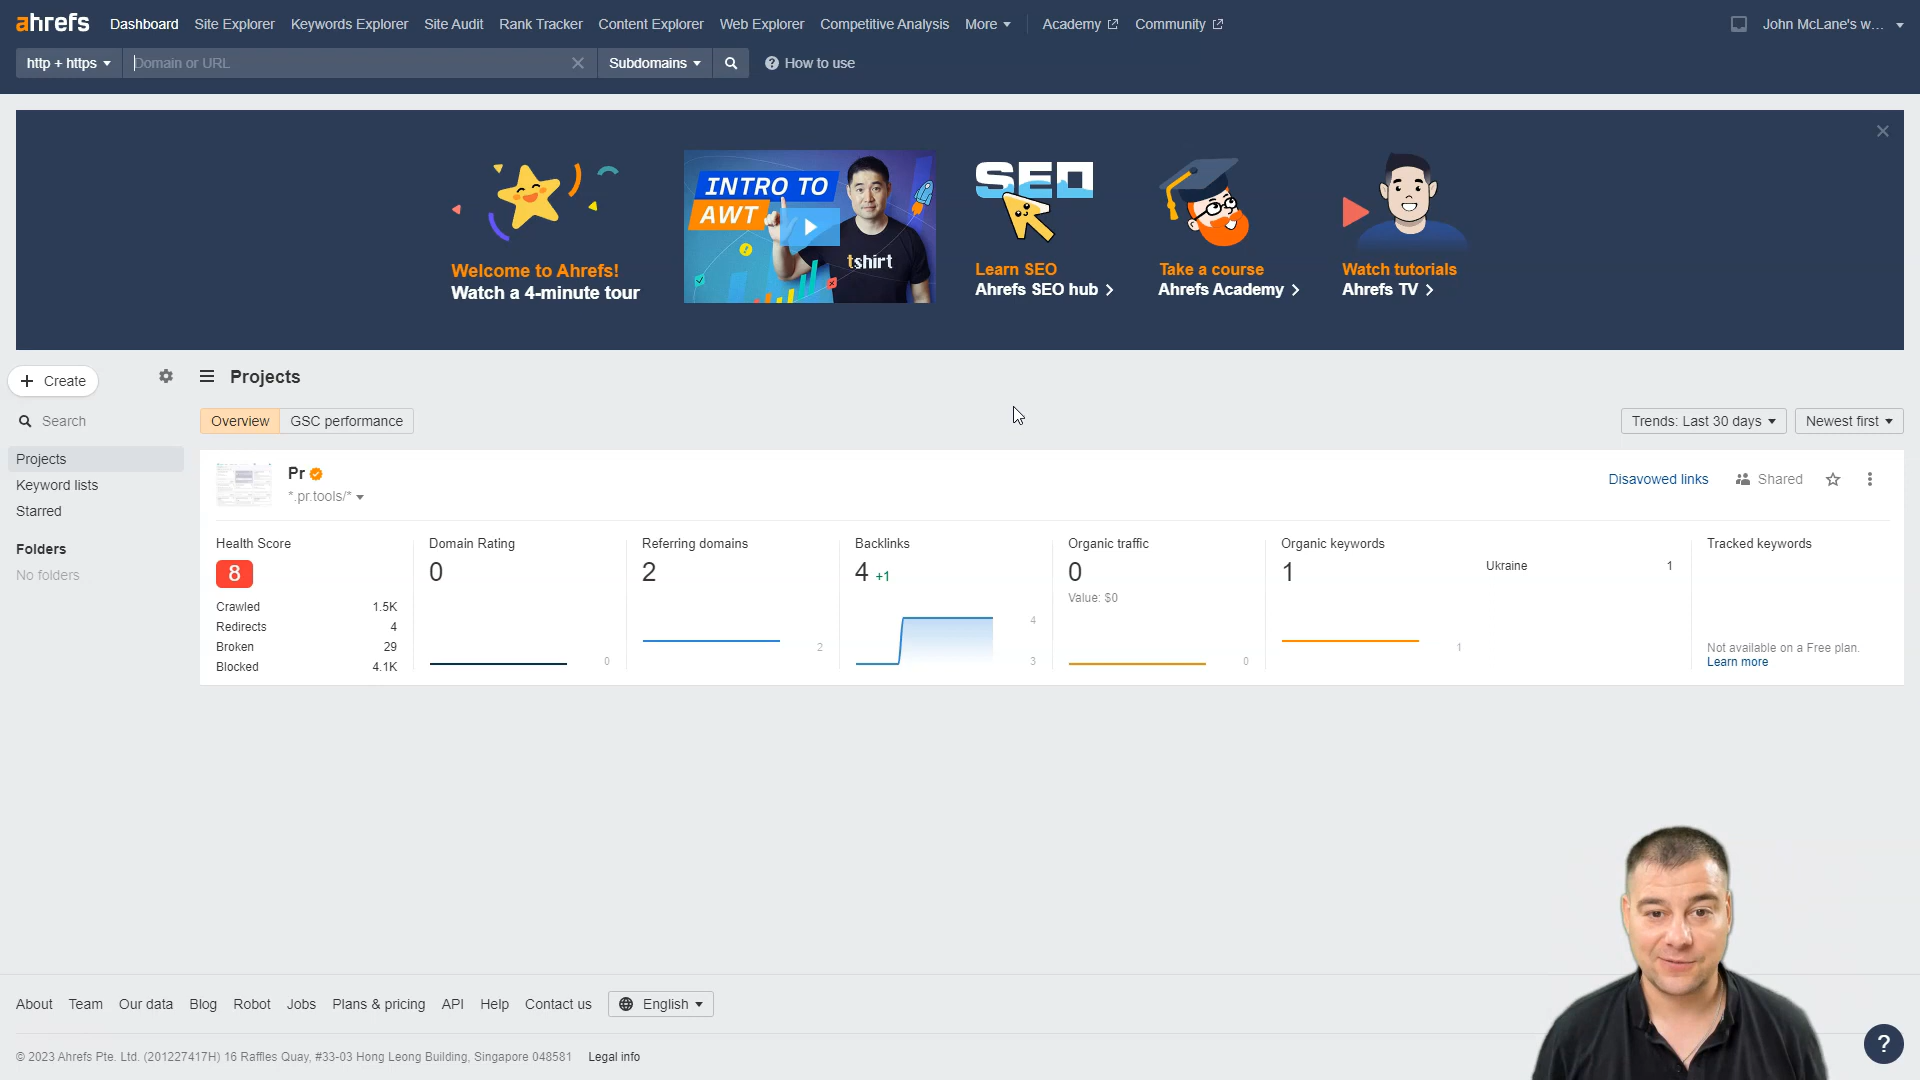 ahrefs Dashboard Site Explorer Keywords Explorer Site Audit Rank Tracker Content Explorer Web Explorer Competitive Analysis More Academy Community John McLane's w...
http + https Domain or URL Subdomains How to use
INTRO TO
AWT
tshirt
SEO
Welcome to Ahrefs!
Watch a 4-minute tour
Learn SEO
Ahrefs SEO hub
Take a course
Ahrefs Academy
Watch tutorials
Ahrefs TV
Create
Search
Projects
Keyword lists
Starred
Folders
No folders
Projects
Overview GSC performance Trends: Last 30 days Newest first
Pr
*.pr.tools/*
Disavowed links Shared
Health Score
8
Crawled 1.5K
Redirects 4
Broken 29
Blocked 4.1K
Domain Rating
0
0
Referring domains
2
2
Backlinks
4 +1
4
3
Organic traffic
0
Value: $0
0
Organic keywords
1
1
Ukraine 1
Tracked keywords
Not available on a Free plan.
Learn more
About Team Our data Blog Robot Jobs Plans & pricing API Help Contact us English
© 2023 Ahrefs Pte. Ltd. (201227417H) 16 Raffles Quay, #33-03 Hong Leong Building, Singapore 048581 Legal info
?